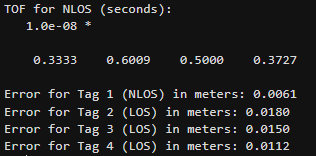 TOF for NLOS (seconds):
1.0e-08 *
0.3333 0.6009 0.5000 0.3727
Error for Tag 1 (NLOS) in meters: 0.0061
Error for Tag 2 (LOS) in meters: 0.0180
Error for Tag 3 (LOS) in meters: 0.0150
Error for Tag 4 (LOS) in meters: 0.0112